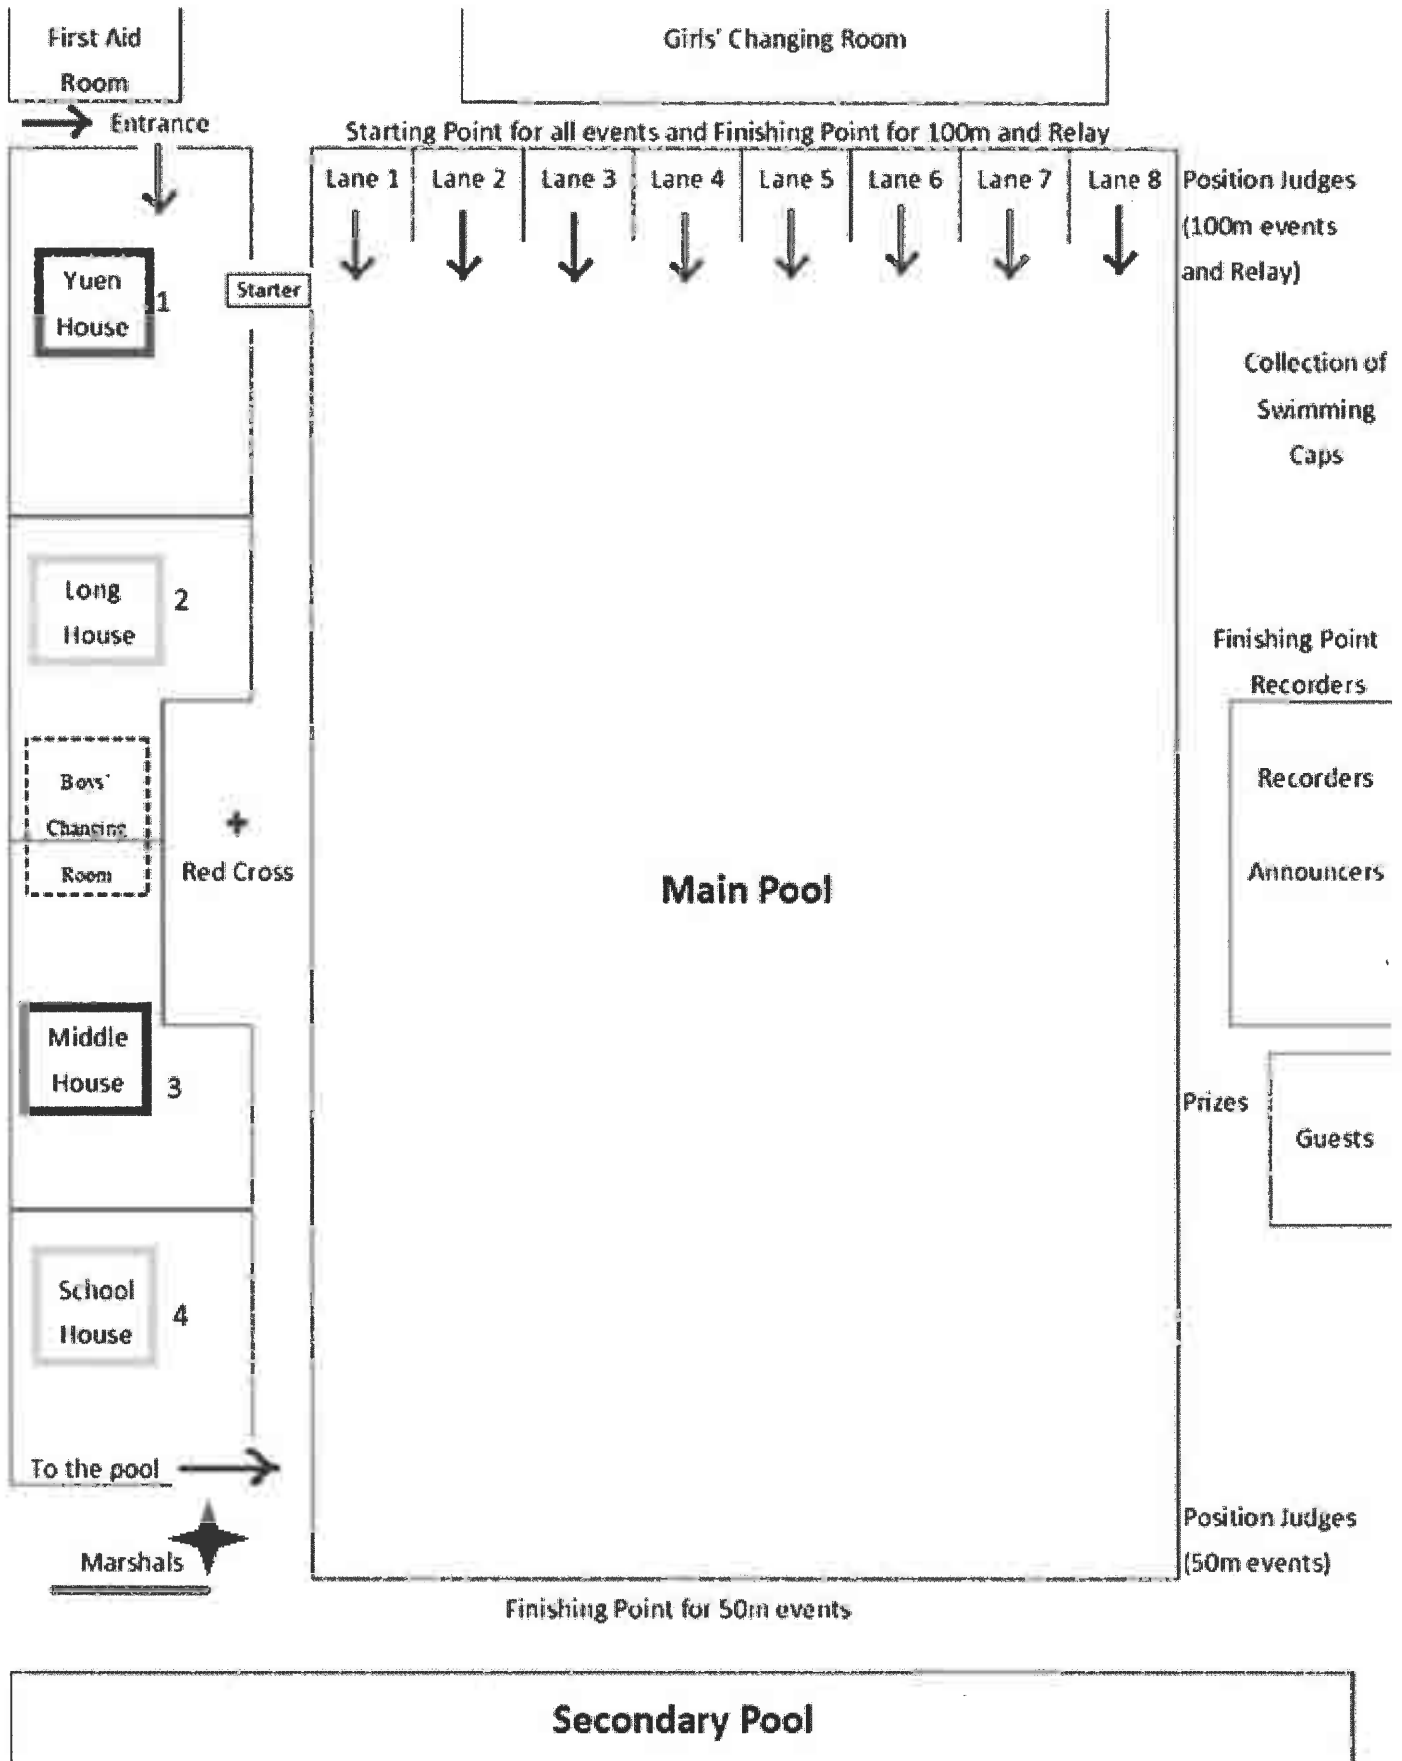 First Aid
Room
Girls' Changing Room
Entrance
Starting Point for all events and Finishing Point for 100m and Relay
Lane 1 Lane 2 Lane 3 Lane 4 Lane 5 Lane 6 Lane 7 Lane 8
Position Judges
(100m events
and Relay)
Yuen
House
1
Starter
Collection of
Swimming
Caps
Long
House
2
Finishing Point
Recorders
Boys'
Changing
Room
Red Cross
Main Pool
Recorders
Announcers
Middle
House
3
Prizes
Guests
School
House
4
To the pool
Marshals
Position Judges
(50m events)
Finishing Point for 50m events
Secondary Pool